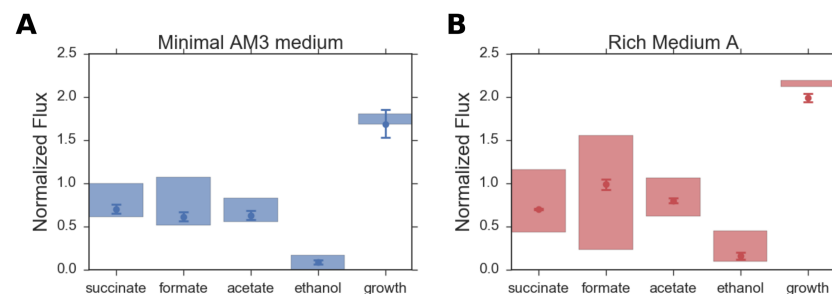 A
Minimal AM3 medium
Normalized Flux
2.5
2.0
1.5
1.0
0.5
0.0
succinate formate acetate ethanol growth
B
Rich Medium A
Normalized Flux
2.5
2.0
1.5
1.0
0.5
0.0
succinate formate acetate ethanol growth